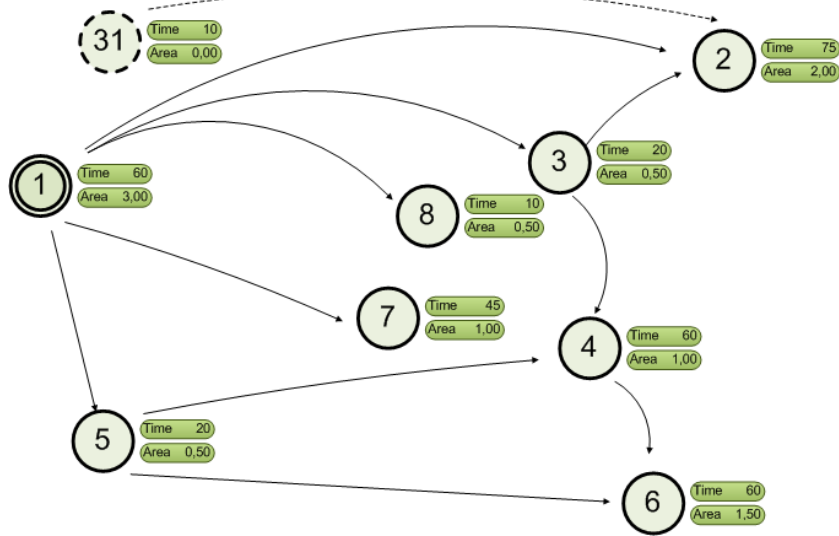 31
Time 10
Area 0,00
2
Time 75
Area 2,00
1
Time 60
Area 3,00
3
Time 20
Area 0,50
8
Time 10
Area 0,50
7
Time 45
Area 1,00
4
Time 60
Area 1,00
5
Time 20
Area 0,50
6
Time 60
Area 1,50